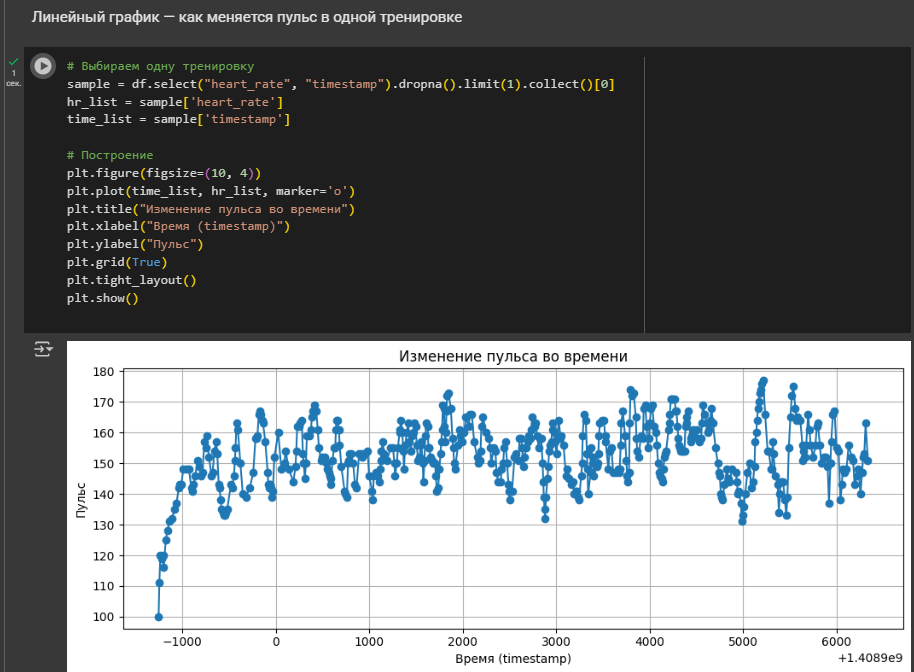 Линейный график — как меняется пульс в одной тренировке
1
сек.
# Выбираем одну тренировку
sample = df.select("heart_rate", "timestamp").dropna().limit(1).collect()[0]
hr_list = sample['heart_rate']
time_list = sample['timestamp']
# Построение
plt.figure(figsize=(10, 4))
plt.plot(time_list, hr_list, marker='o')
plt.title("Изменение пульса во времени")
plt.xlabel("Время (timestamp)")
plt.ylabel("Пульс")
plt.grid(True)
plt.tight_layout()
plt.show()
Изменение пульса во времени
180
170
160
150
140
130
120
110
100
Пульс
−1000 0 1000 2000 3000 4000 5000 6000
+1.4089e9
Время (timestamp)